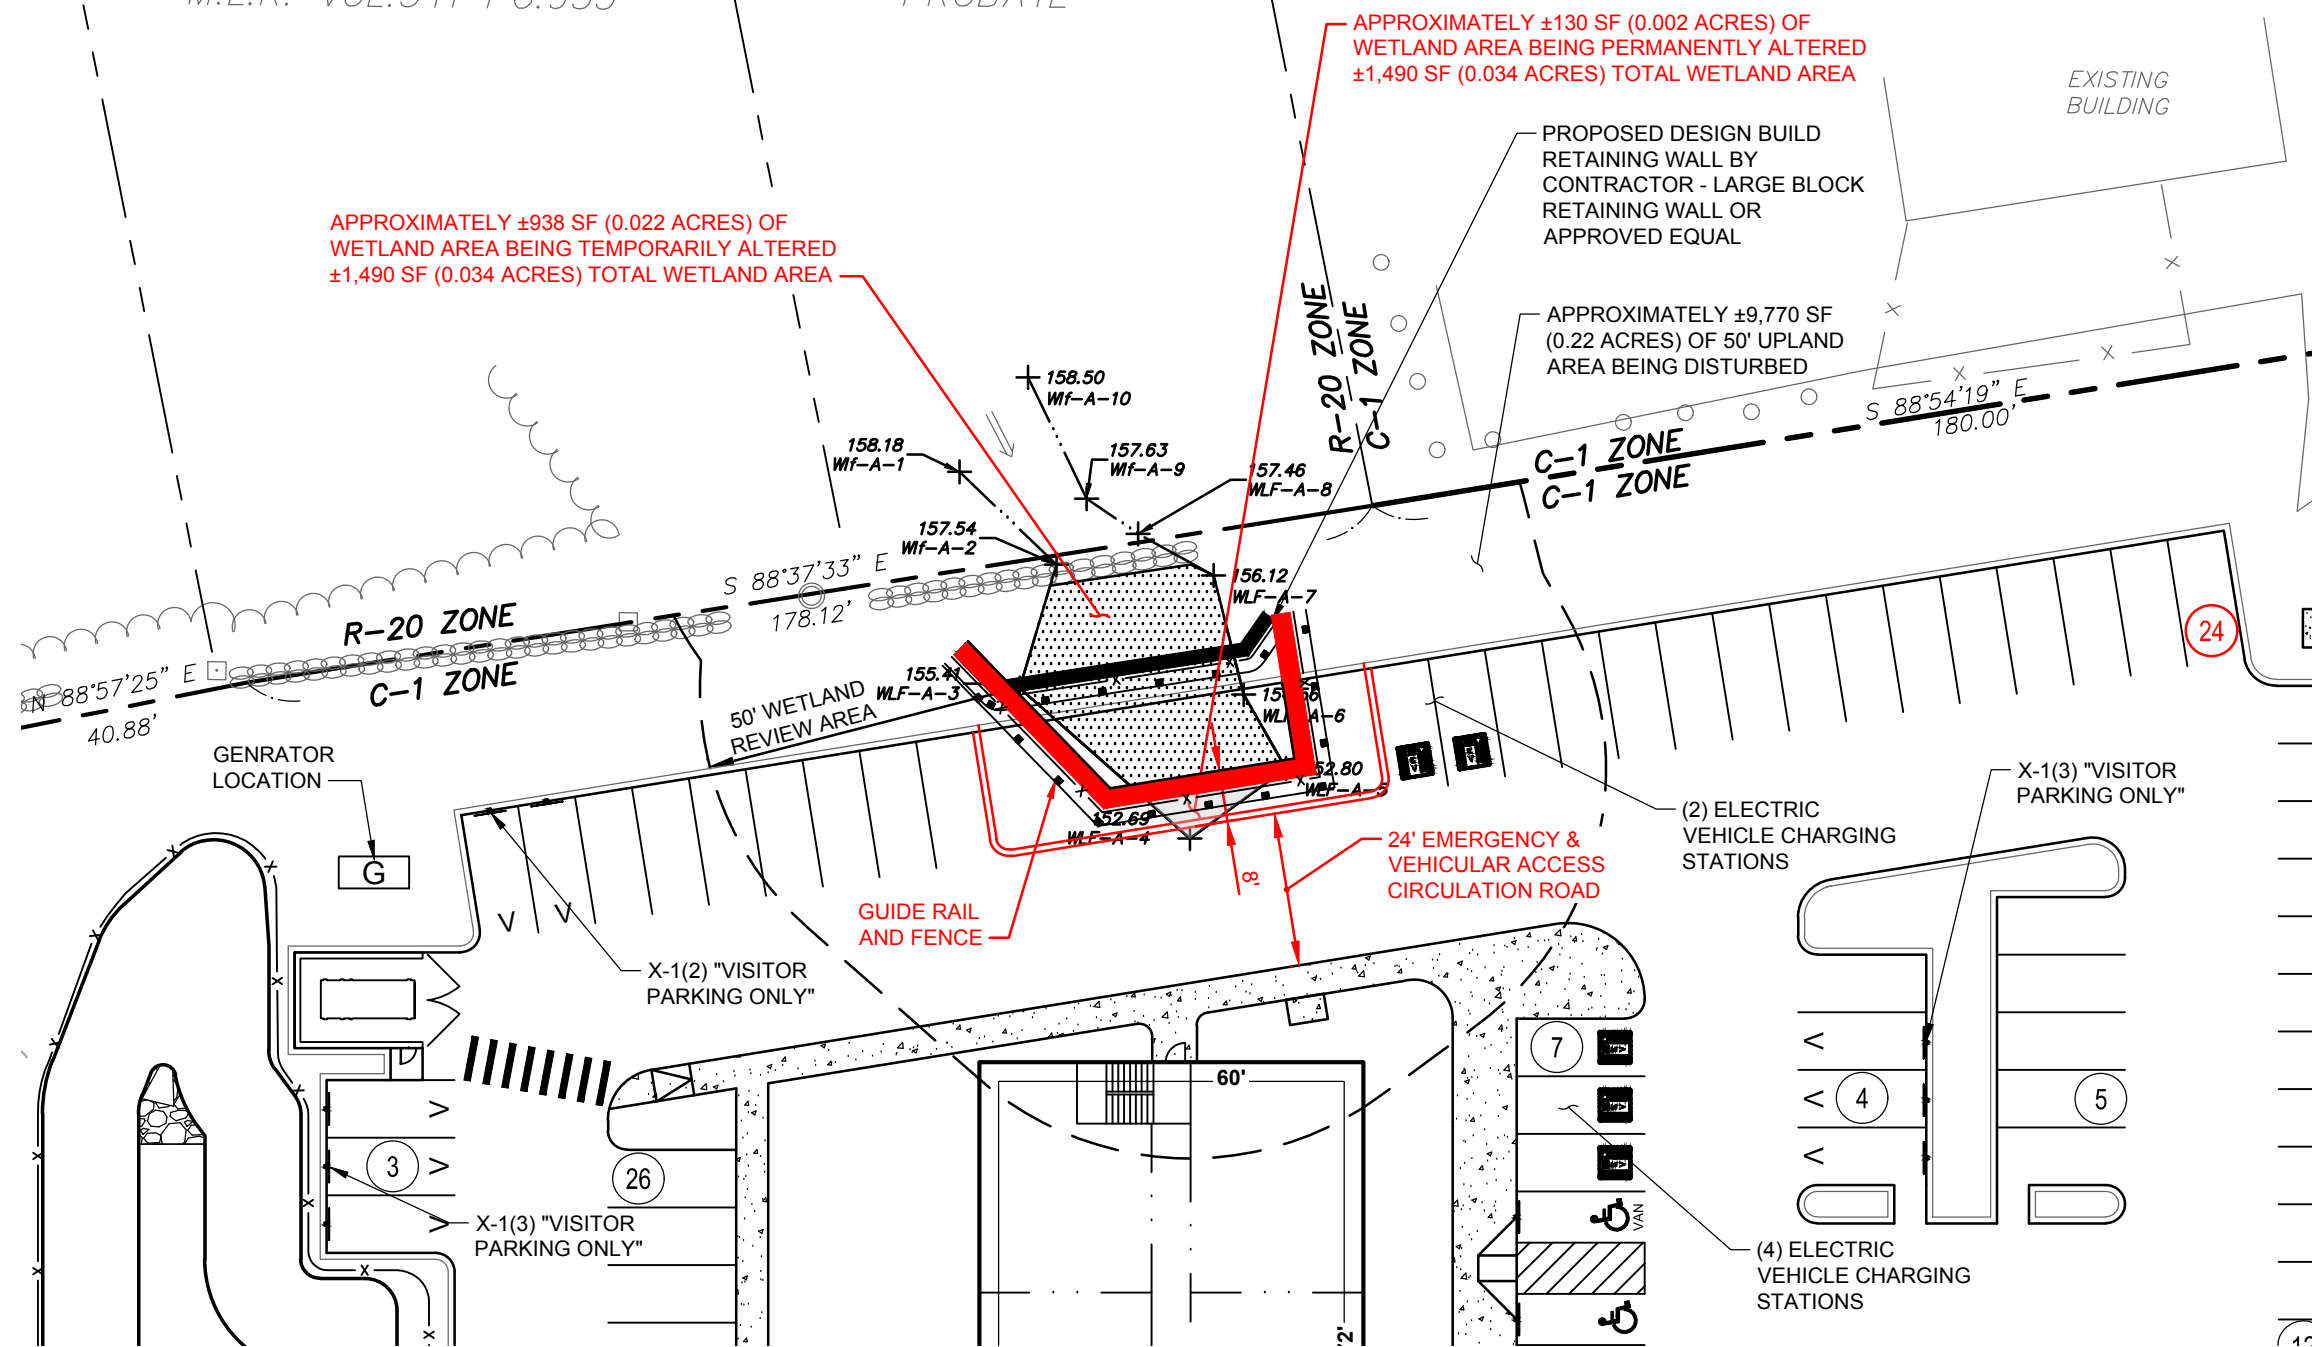 APPROXIMATELY ±130 SF (0.002 ACRES) OF
WETLAND AREA BEING PERMANENTLY ALTERED
±1,490 SF (0.034 ACRES) TOTAL WETLAND AREA
EXISTING
BUILDING
PROPOSED DESIGN BUILD
RETAINING WALL BY
CONTRACTOR - LARGE BLOCK
RETAINING WALL OR
APPROVED EQUAL
APPROXIMATELY ±938 SF (0.022 ACRES) OF
WETLAND AREA BEING TEMPORARILY ALTERED
±1,490 SF (0.034 ACRES) TOTAL WETLAND AREA
APPROXIMATELY ±9,770 SF
(0.22 ACRES) OF 50' UPLAND
AREA BEING DISTURBED
R-20 ZONE
C-1 ZONE
158.50
Wlf-A-10
158.18
Wlf-A-1
157.63
Wlf-A-9
157.46
WLF-A-8
157.54
Wlf-A-2
156.12
WLF-A-7
S 88°54'19" E
180.00'
C-1 ZONE
C-1 ZONE
S 88°37'33" E
178.12'
R-20 ZONE
C-1 ZONE
N 88°57'25" E
40.88'
155.41
WLF-A-3
50' WETLAND
REVIEW AREA
24
GENRATOR
LOCATION
G
152.69
WLF-A-4
WLF-A-5
8'
24' EMERGENCY &
VEHICULAR ACCESS
CIRCULATION ROAD
(2) ELECTRIC
VEHICLE CHARGING
STATIONS
X-1(3) "VISITOR
PARKING ONLY"
GUIDE RAIL
AND FENCE
V V
X-1(2) "VISITOR
PARKING ONLY"
60'
7
4
5
3
26
V
V
V
V
V
V
VAN
X-1(3) "VISITOR
PARKING ONLY"
(4) ELECTRIC
VEHICLE CHARGING
STATIONS